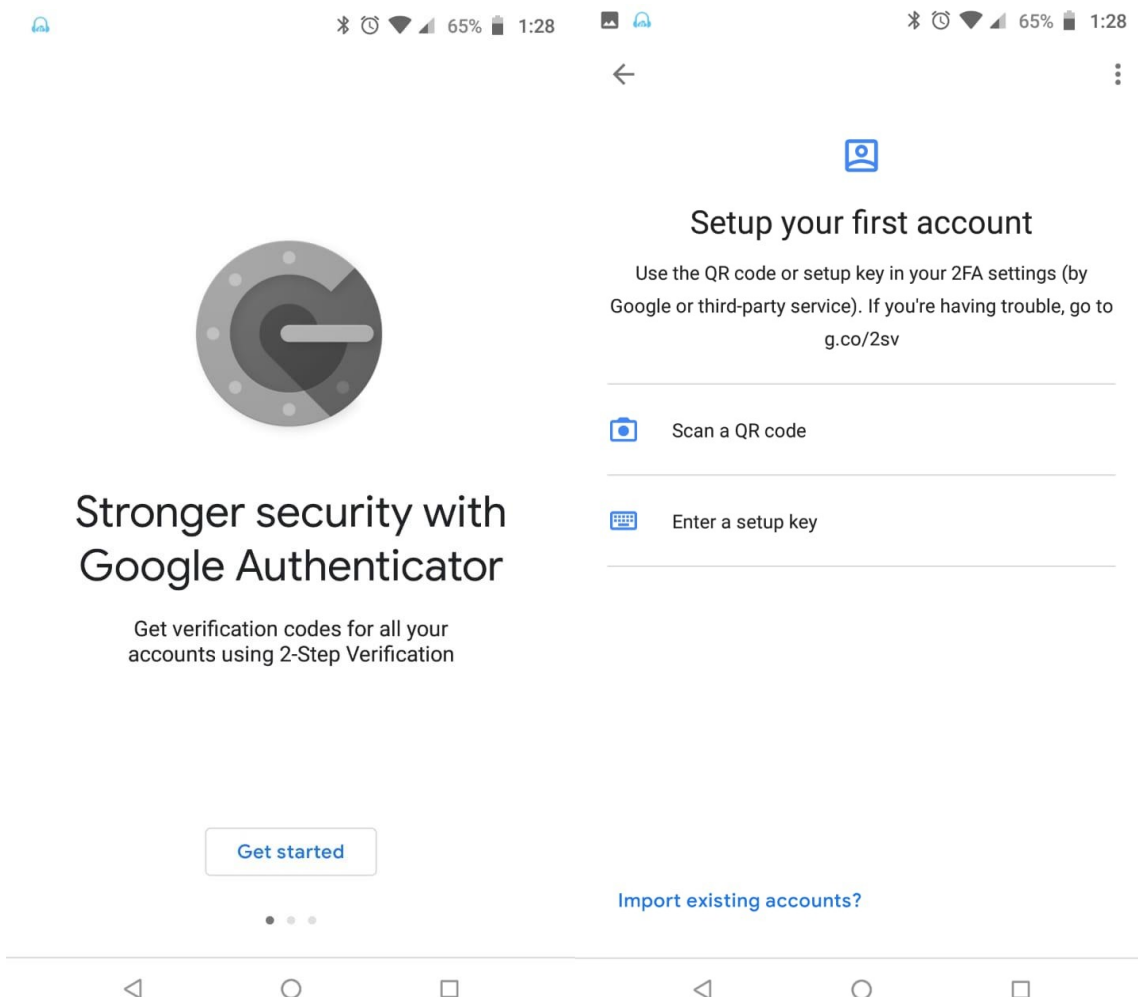 65% 1:28
Stronger security with
Google Authenticator
Get verification codes for all your
accounts using 2-Step Verification
Get started
65% 1:28
Setup your first account
Use the QR code or setup key in your 2FA settings (by
Google or third-party service). If you're having trouble, go to
g.co/2sv
Scan a QR code
Enter a setup key
Import existing accounts?